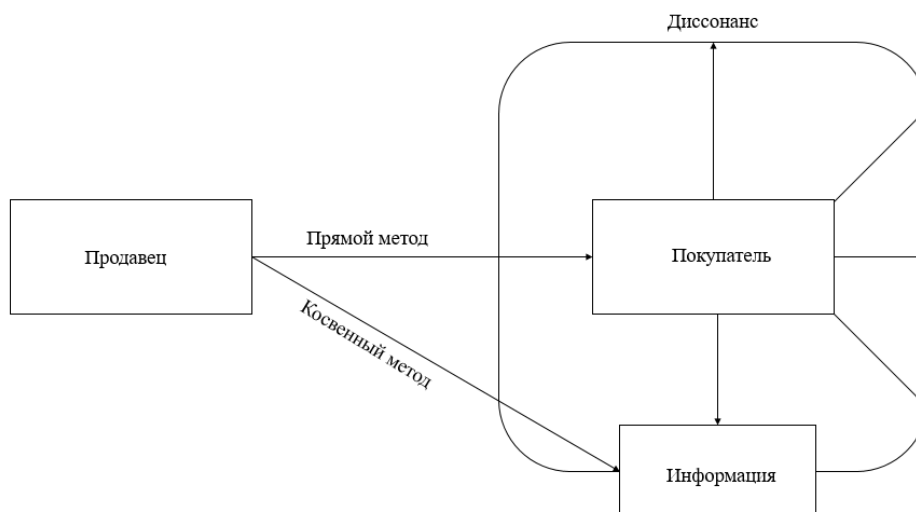 Диссонанс
Продавец
Прямой метод
Покупатель
Косвенный метод
Информация